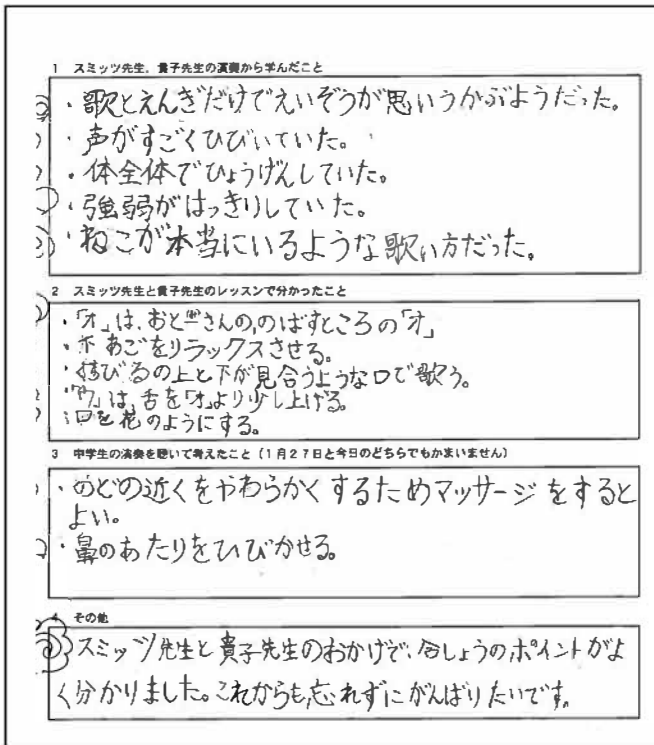 1 スミッツ先生,貴子先生の演奏から学んだこと
・歌とえんぎだけでえいぞうが思いうかぶようだった。
・声がすごくひびいていた。
・体全体でひょうげんしていた。
・強弱がはっきりしていた。
・ねこが本当にいるような歌い方だった。
2 スミッツ先生と貴子先生のレッスンで分かったこと
・「オ」は、おとーさんの,のばすところの「オ」
・下あごをリラックスさせる。
・くちびるの上と下が見合うような口で歌う。
・「ウ」は、舌を「オ」より少し上げる。
・口を花のようにする。
3 中学生の演奏を聴いて考えたこと(1月27日と今日のどちらでもかまいません)
・のどの近くをやわらかくするためマッサージをすると
よい。
・鼻のあたりをひびかせる。
4 その他
スミッツ先生と貴子先生のおかげで、合しょうのポイントがよ
く分かりました。これからも忘れずにがんばりたいです。